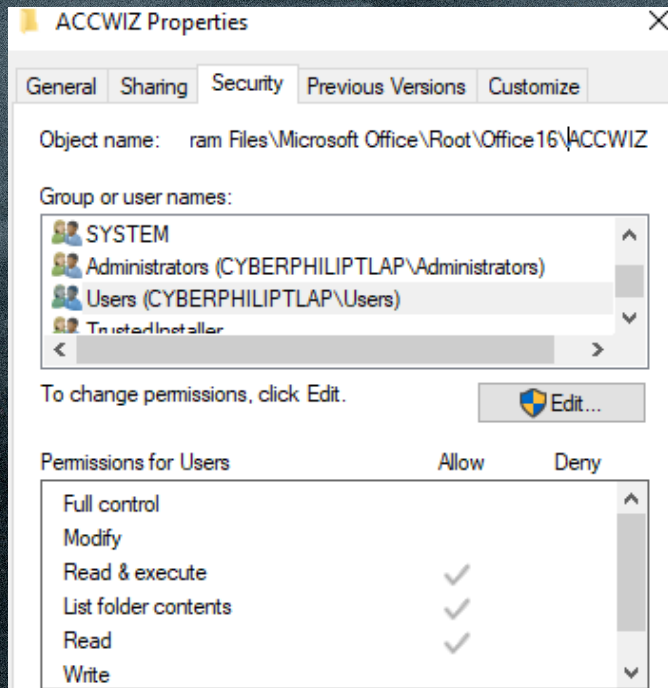 ACCWIZ Properties
General Sharing Security Previous Versions Customize
Object name: ram Files\Microsoft Office\Root\Office16\ACCWIZ
Group or user names:
SYSTEM
Administrators (CYBERPHILIPTLAP\Administrators)
Users (CYBERPHILIPTLAP\Users)
TrustedInstaller
To change permissions, click Edit.
Edit...
Permissions for Users Allow Deny
Full control
Modify
Read & execute
List folder contents
Read
Write